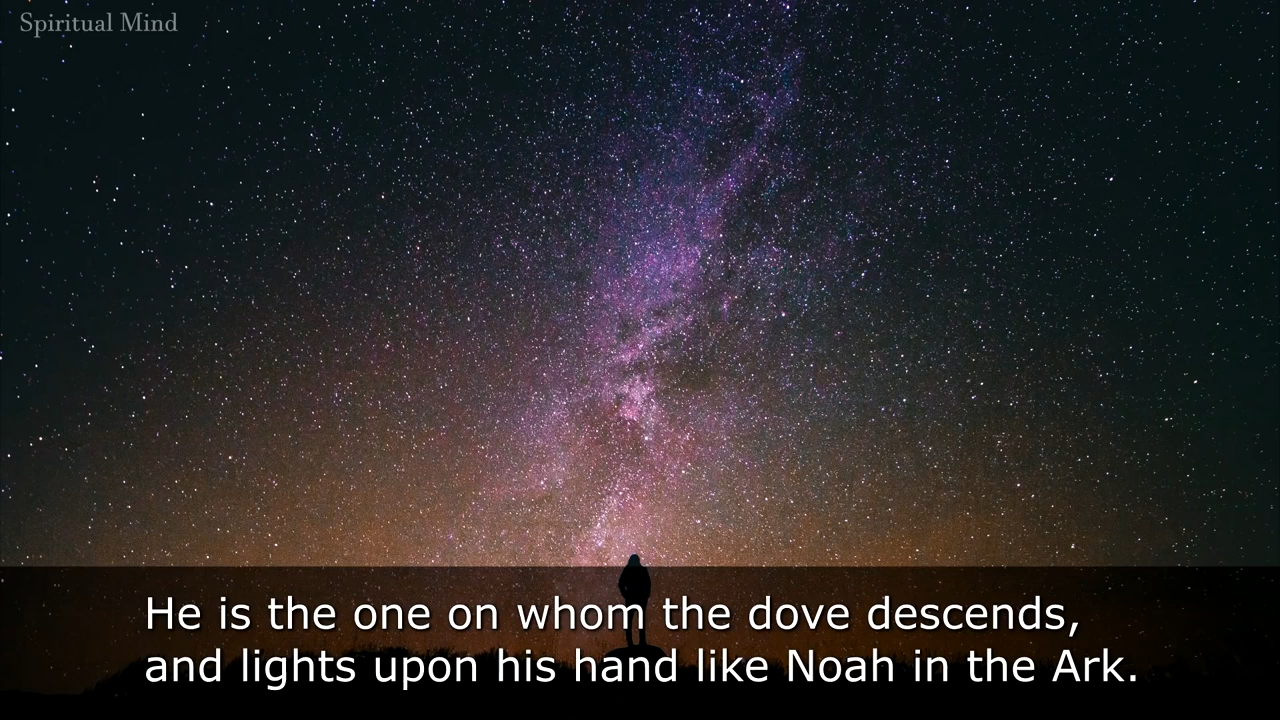 Spiritual Mind
He is the one on whom the dove descends,
and lights upon his hand like Noah in the Ark.